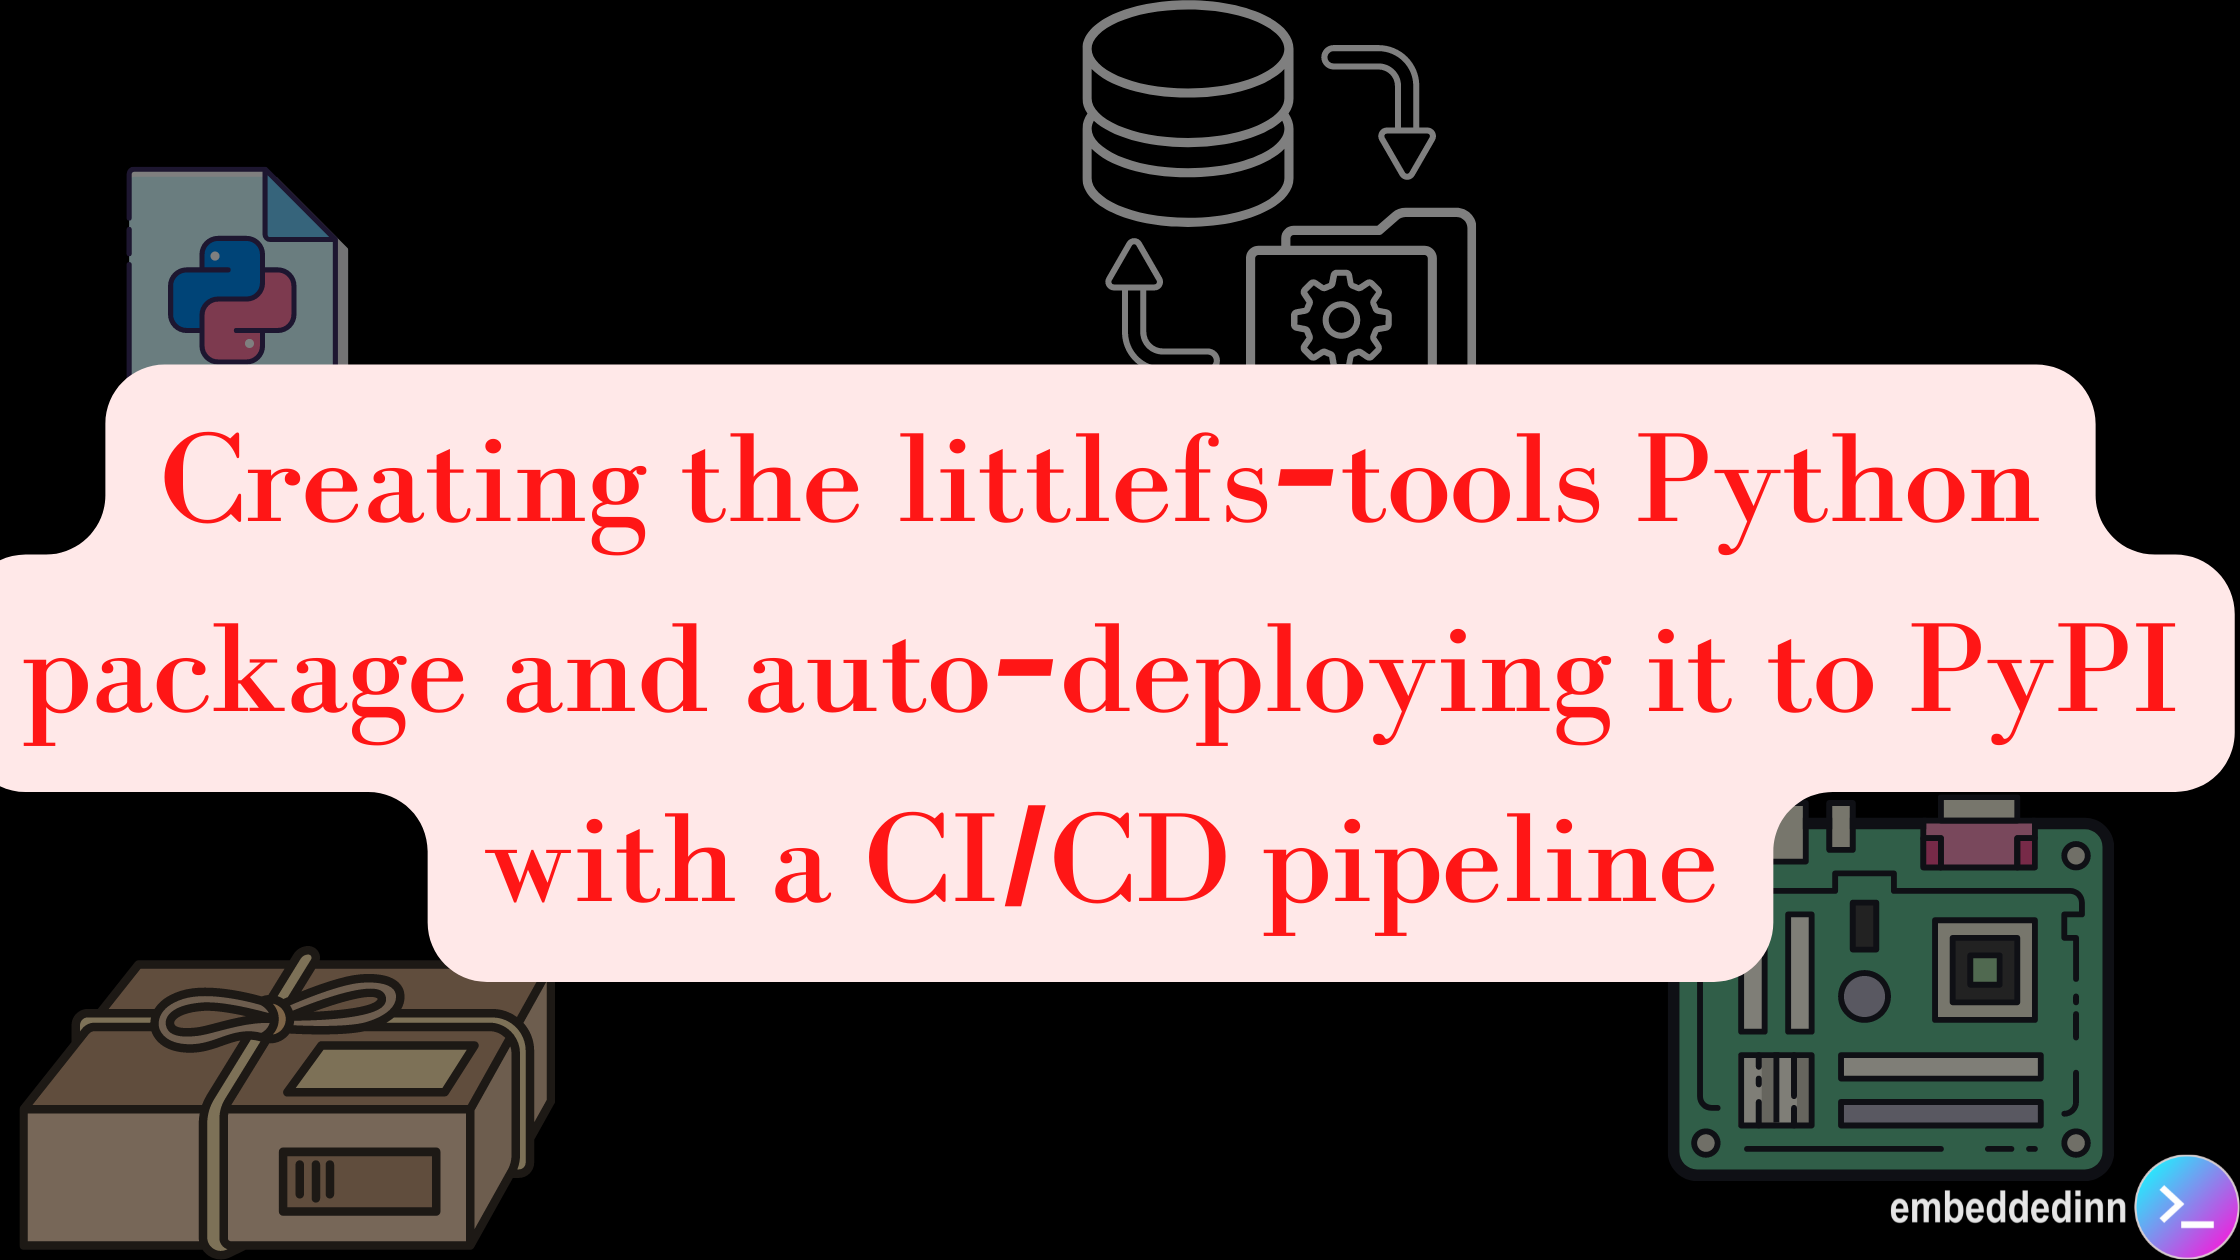 Creating the littlefs-tools Python
package and auto-deploying it to PyPI
with a CI/CD pipeline
embeddedinn